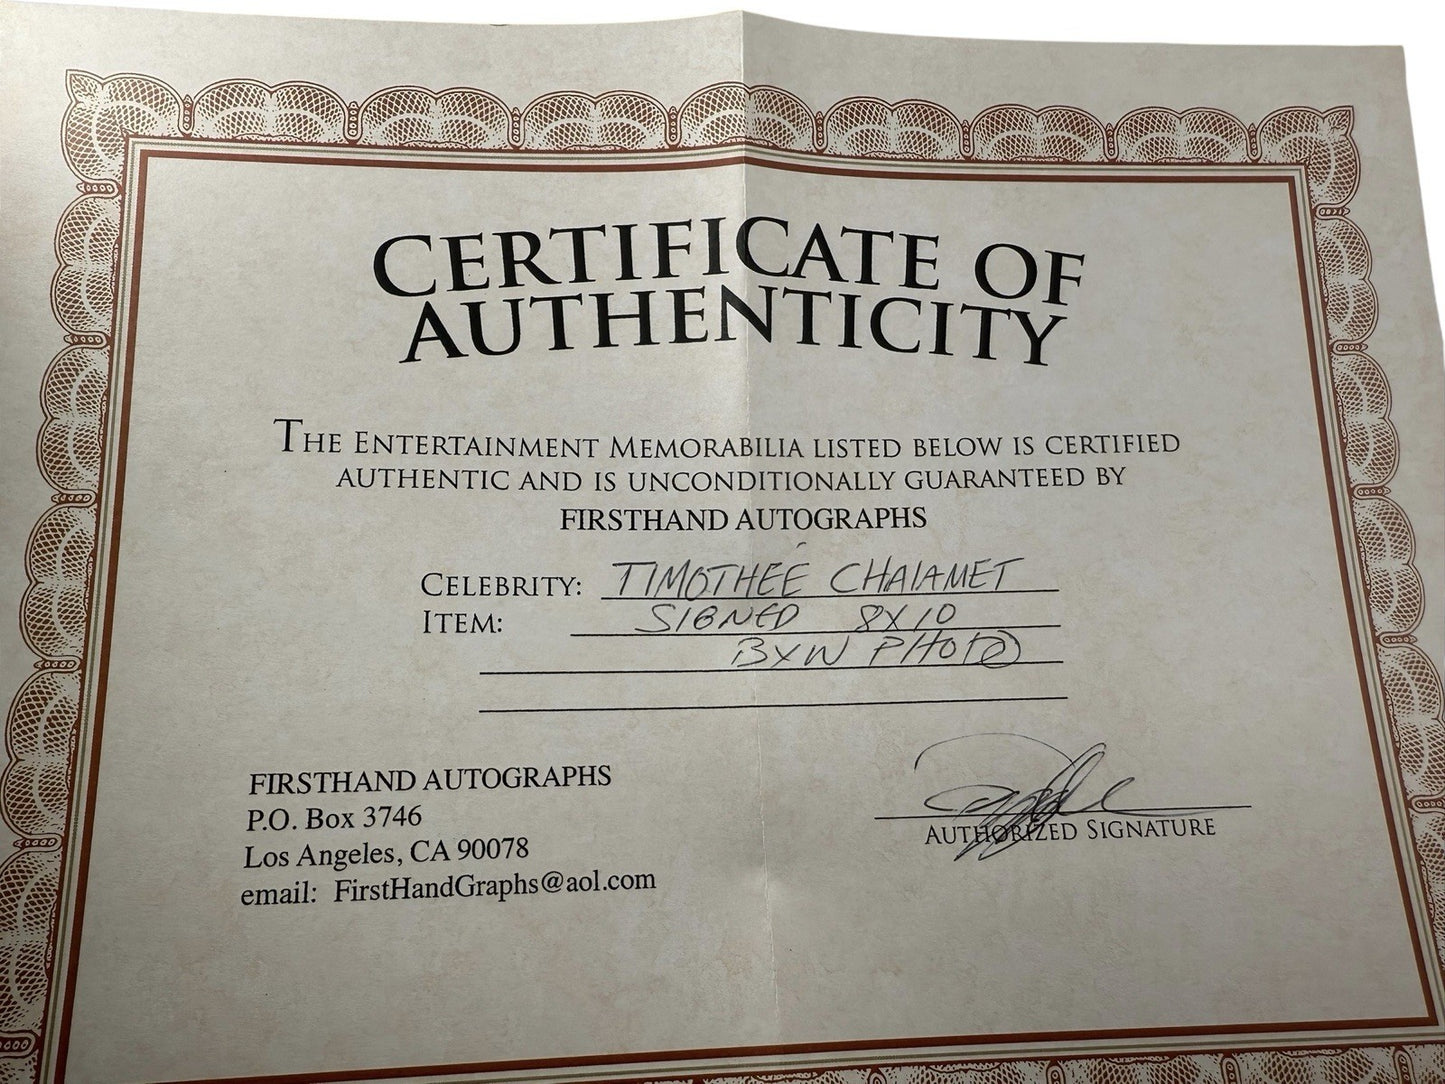 CERTIFICATE OF
AUTHENTICITY
THE ENTERTAINMENT MEMORABILIA LISTED BELOW IS CERTIFIED
AUTHENTIC AND IS UNCONDITIONALLY GUARANTEED BY
FIRSTHAND AUTOGRAPHS
CELEBRITY: TIMOTHEE CHALAMET
ITEM: SIGNED 8X10
BXW PHOTO
FIRSTHAND AUTOGRAPHS
P.O. Box 3746
Los Angeles, CA 90078
email: FirstHandGraphs@aol.com
AUTHORIZED SIGNATURE